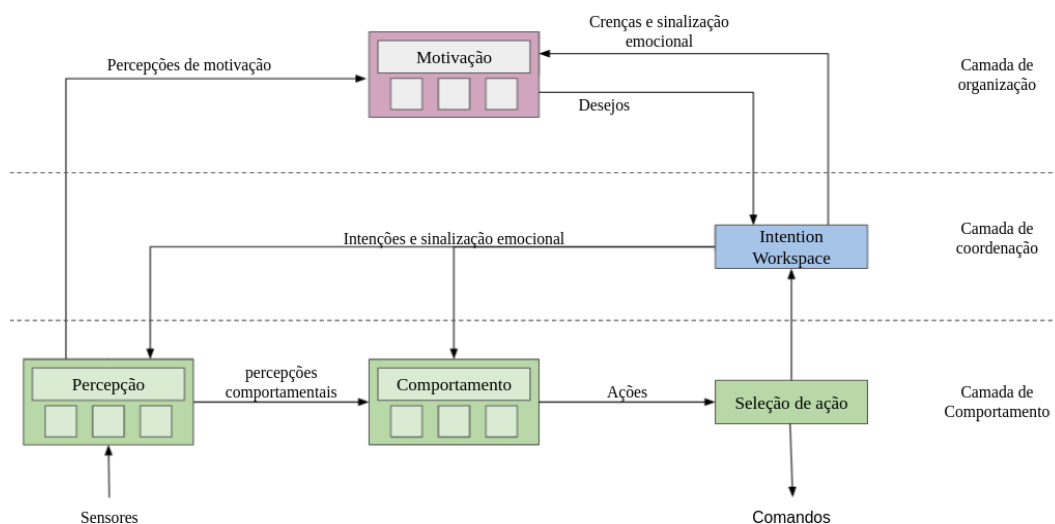 Crenças e sinalização
emocional
Motivação
Percepções de motivação
Camada de
organização
Desejos
Intenções e sinalização emocional
Intention
Workspace
Camada de
coordenação
percepções
comportamentais
Percepção
Comportamento
Ações
Seleção de ação
Camada de
Comportamento
Sensores
Comandos